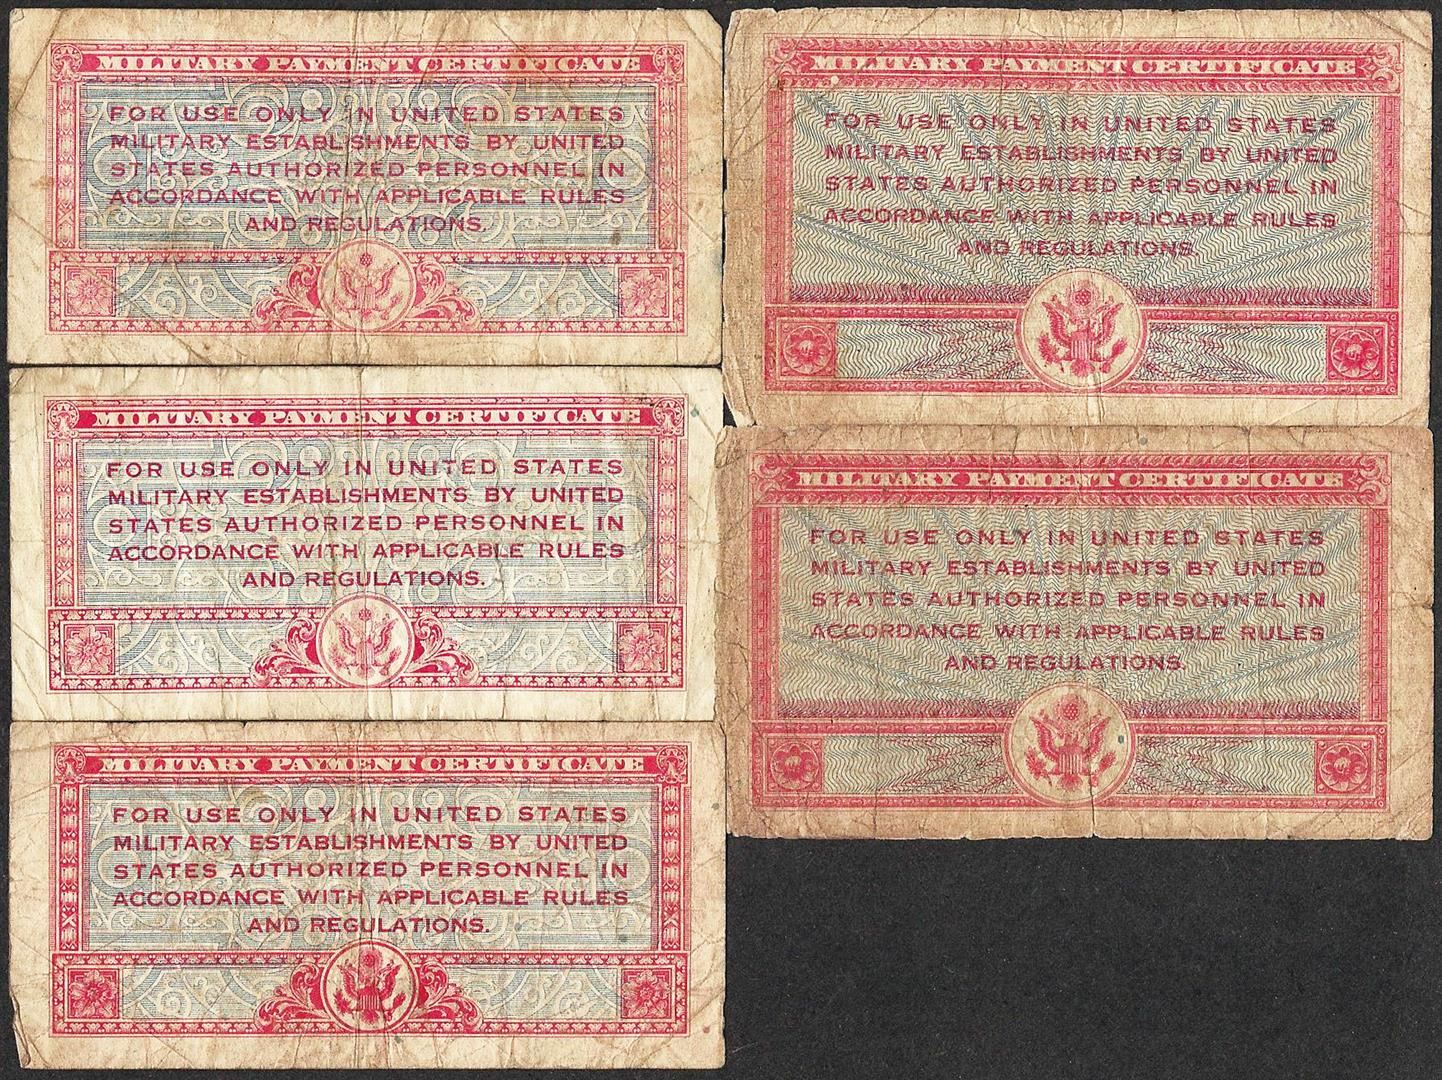 MILITARY PAYMENT CERTIFICATE
FOR USE ONLY IN UNITED STATES
MILITARY ESTABLISHMENTS BY UNITED
STATES AUTHORIZED PERSONNEL IN
ACCORDANCE WITH APPLICABLE RULES
AND REGULATIONS.
MILITARY PAYMENT CERTIFICATE
FOR USE ONLY IN UNITED STATES
MILITARY ESTABLISHMENTS BY UNITED
STATES AUTHORIZED PERSONNEL IN
ACCORDANCE WITH APPLICABLE RULES
AND REGULATIONS.
MILITARY PAYMENT CERTIFICATE
FOR USE ONLY IN UNITED STATES
MILITARY ESTABLISHMENTS BY UNITED
STATES AUTHORIZED PERSONNEL IN
ACCORDANCE WITH APPLICABLE RULES
AND REGULATIONS.
MILITARY PAYMENT CERTIFICATE
FOR USE ONLY IN UNITED STATES
MILITARY ESTABLISHMENTS BY UNITED
STATES AUTHORIZED PERSONNEL IN
ACCORDANCE WITH APPLICABLE RULES
AND REGULATIONS.
MILITARY PAYMENT CERTIFICATE
FOR USE ONLY IN UNITED STATES
MILITARY ESTABLISHMENTS BY UNITED
STATES AUTHORIZED PERSONNEL IN
ACCORDANCE WITH APPLICABLE RULES
AND REGULATIONS.